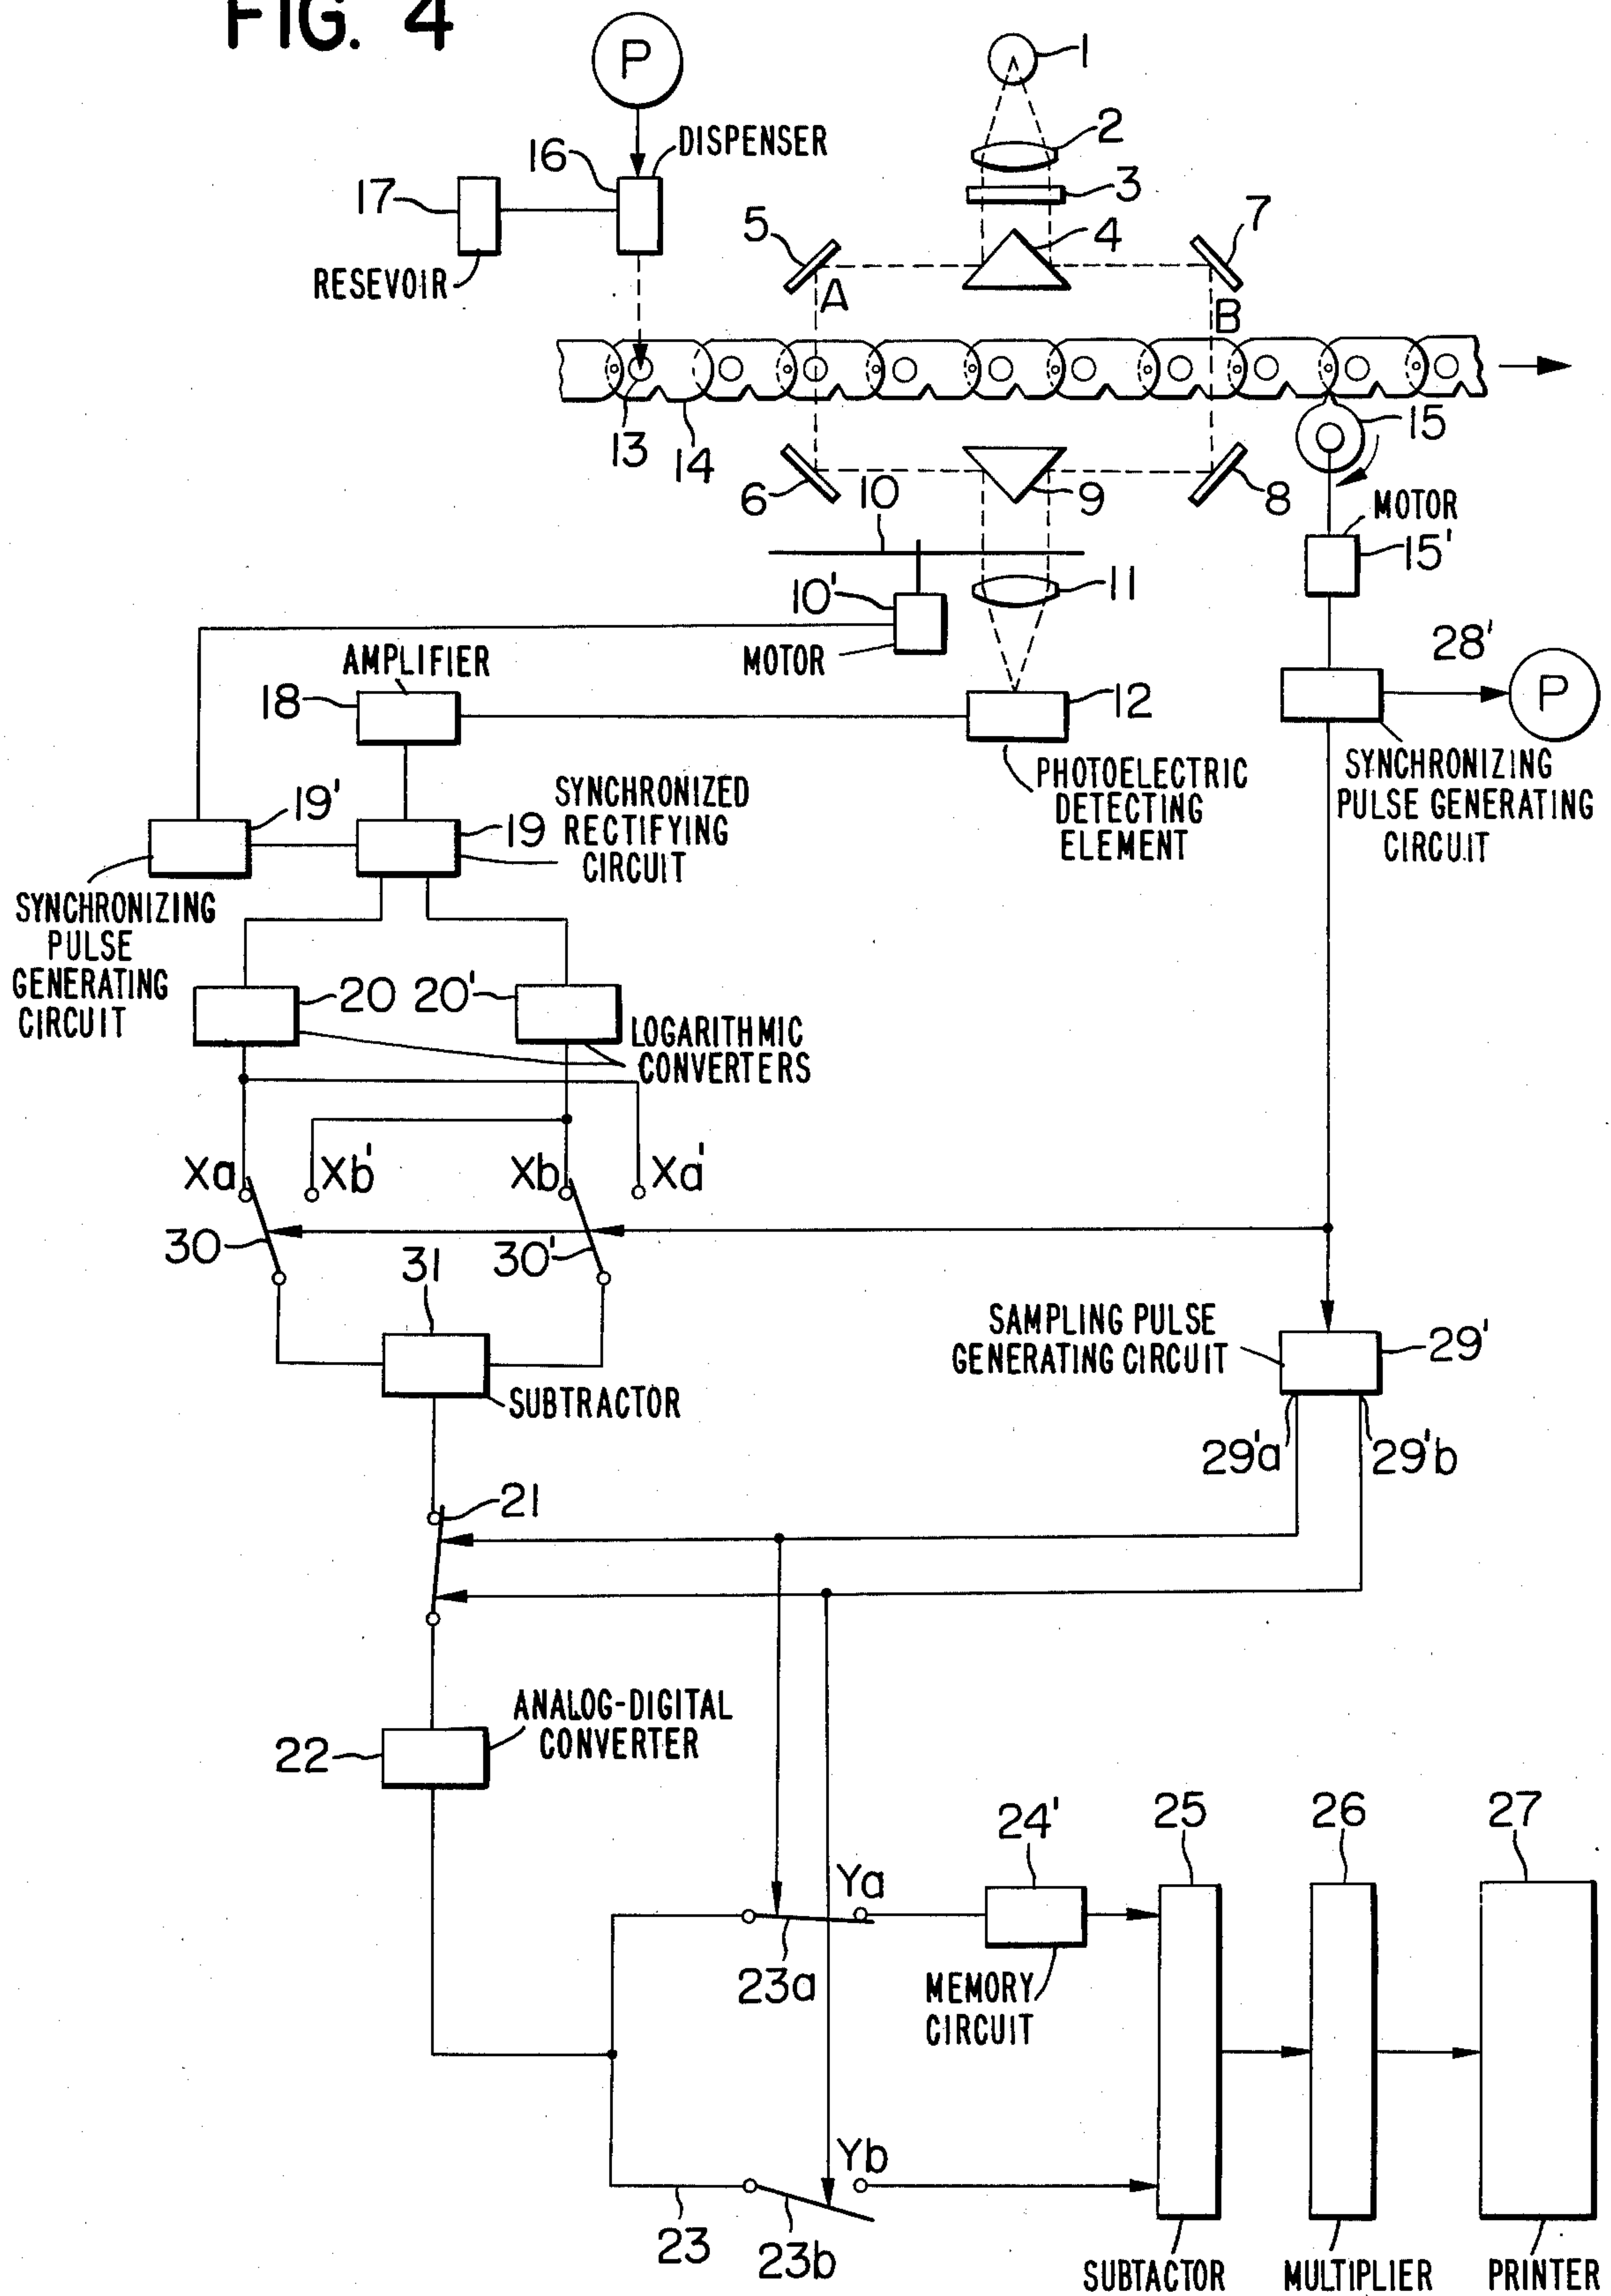 FIG. 4
P
1
2
16
DISPENSER
3
17
5
4
7
RESEVOIR
A
B
13
14
15
6
10
9
8
MOTOR
15'
10'
11
28'
AMPLIFIER
MOTOR
P
18
12
SYNCHRONIZING
PULSE GENERATING
CIRCUIT
PHOTOELECTRIC
DETECTING
ELEMENT
19'
19
SYNCHRONIZED
RECTIFYING
CIRCUIT
SYNCHRONIZING
PULSE
GENERATING
CIRCUIT
20
20'
LOGARITHMIC
CONVERTERS
Xa
Xb'
Xb
Xa'
30
30'
31
SAMPLING PULSE
GENERATING CIRCUIT
29'
SUBTRACTOR
29'a
29'b
21
ANALOG-DIGITAL
CONVERTER
22
24'
25
26
27
Ya
23a
MEMORY
CIRCUIT
Yb
23
23b
SUBTACTOR
MULTIPLIER
PRINTER